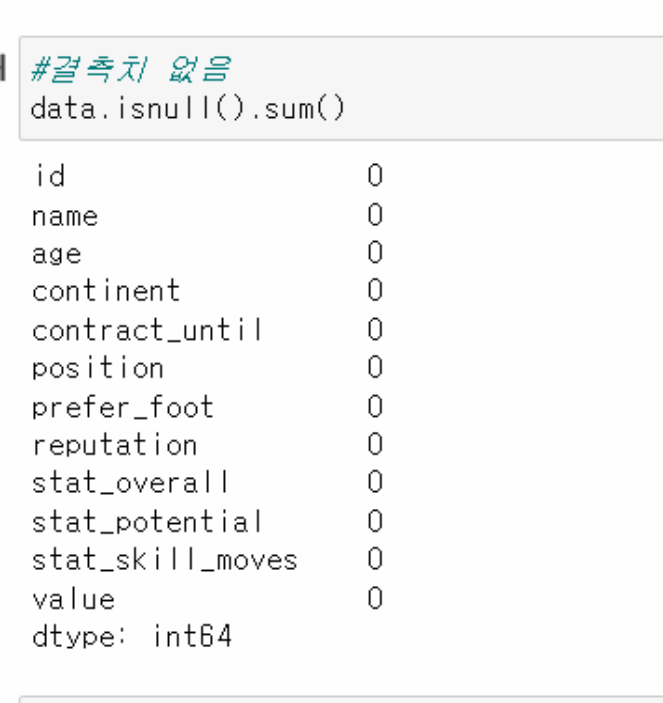 #결측치 없음
data.isnull().sum()
id 0
name 0
age 0
continent 0
contract_until 0
position 0
prefer_foot 0
reputation 0
stat_overall 0
stat_potential 0
stat_skill_moves 0
value 0
dtype: int64